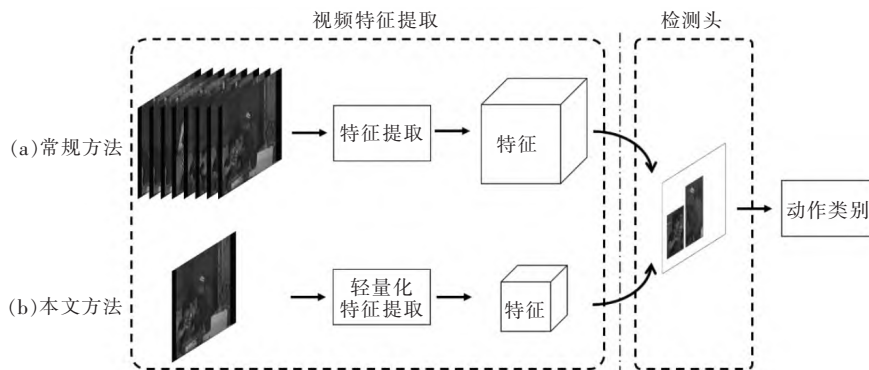 视频特征提取
检测头
(a)常规方法
特征提取
特征
动作类别
(b)本文方法
轻量化
特征提取
特征